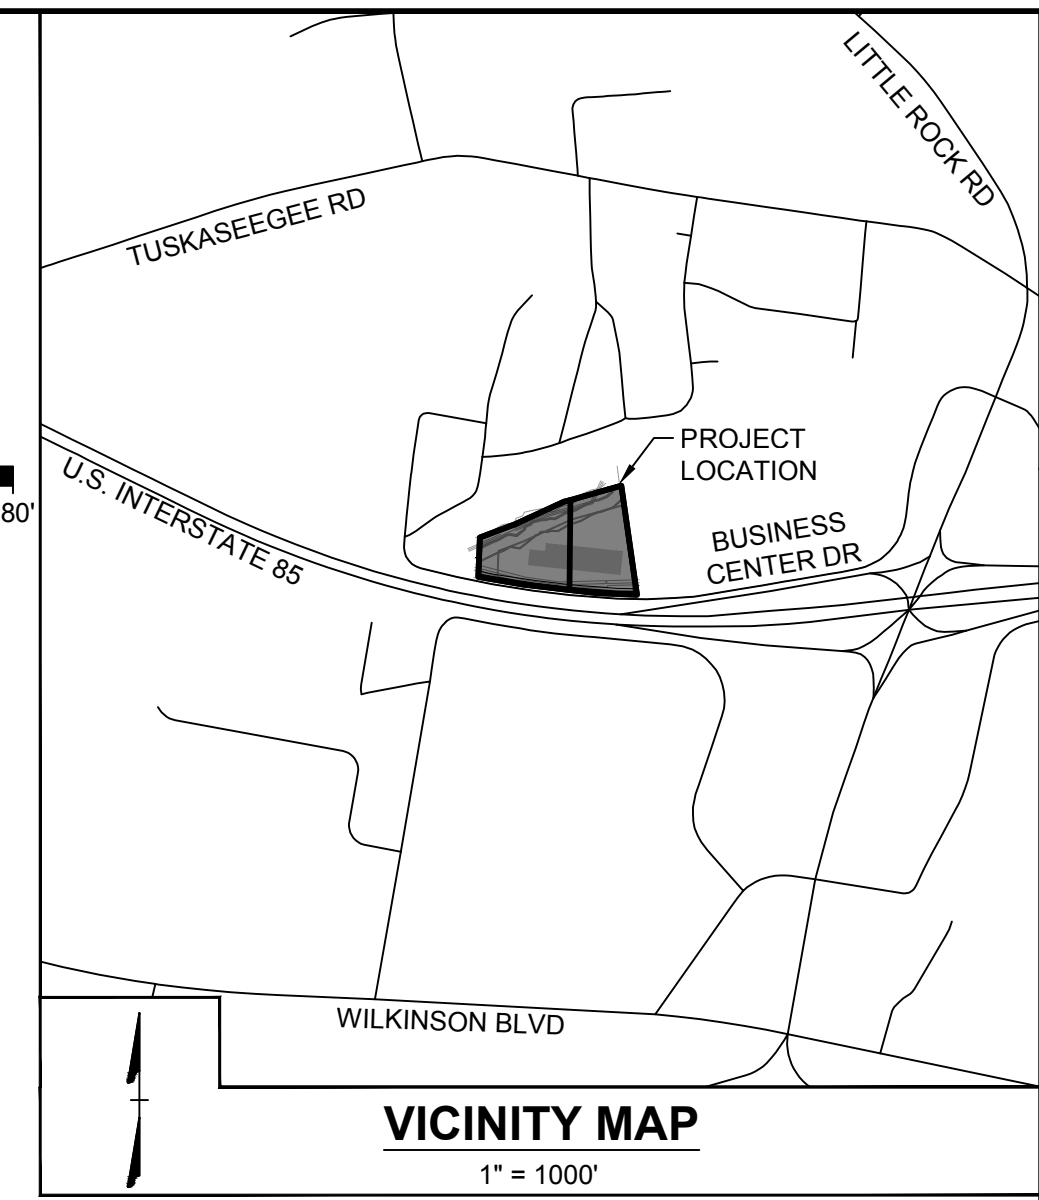 LITTLE ROCK RD
TUSKASEEGEE RD
PROJECT
LOCATION
U.S. INTERSTATE 85
80'
BUSINESS
CENTER DR
WILKINSON BLVD
VICINITY MAP
1" = 1000'